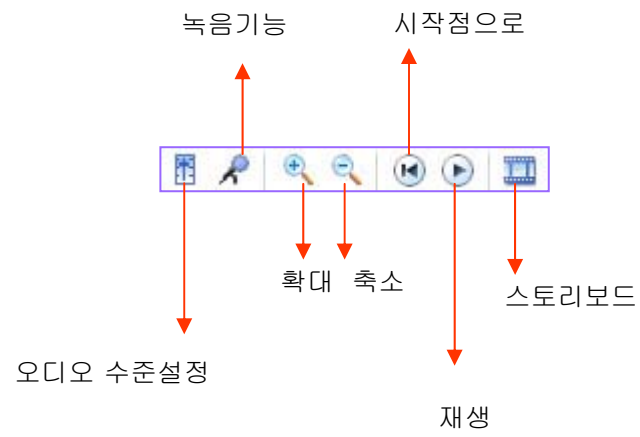 녹음기능 시작점으로
확대 축소
스토리보드
오디오 수준설정
재생